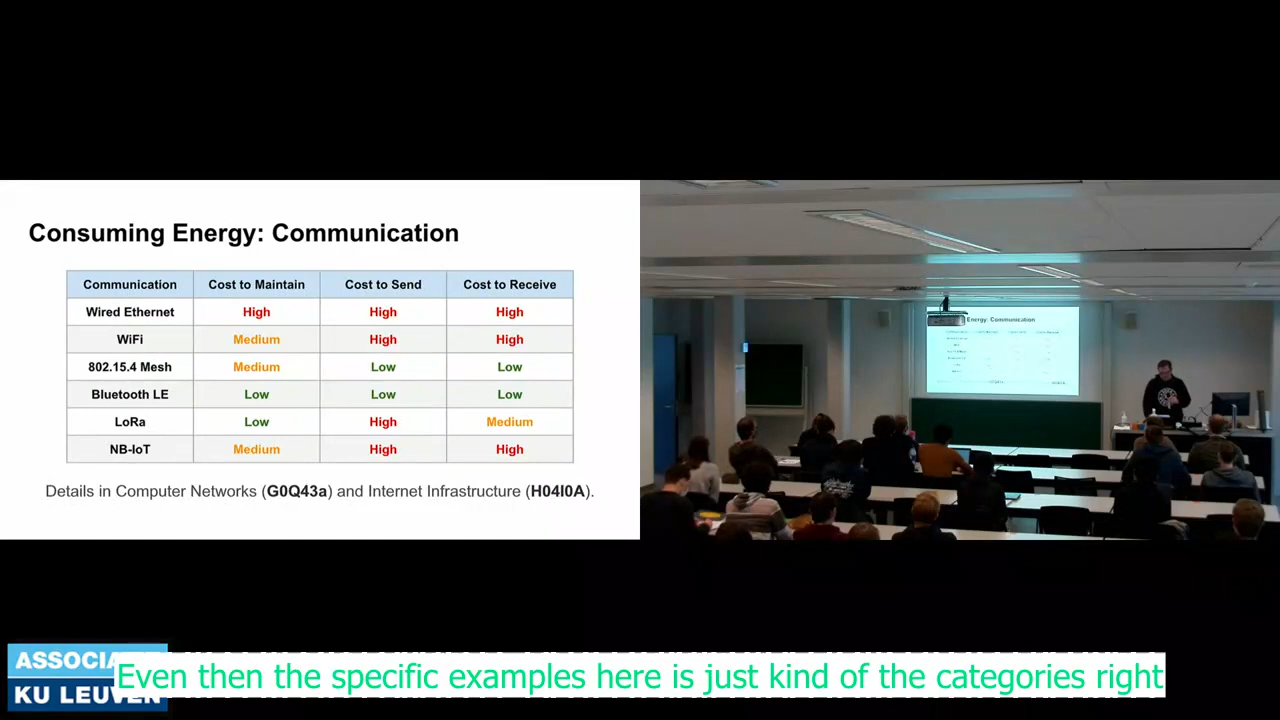 Consuming Energy: Communication
Communication Cost to Maintain Cost to Send Cost to Receive
Wired Ethernet High High High
WiFi Medium High High
802.15.4 Mesh Medium Low Low
Bluetooth LE Low Low Low
LoRa Low High Medium
NB-IoT Medium High High
Details in Computer Networks (G0Q43a) and Internet Infrastructure (H04I0A).
Energy: Communication
ASSOCIA
KU LEUVEN
Even then the specific examples here is just kind of the categories right